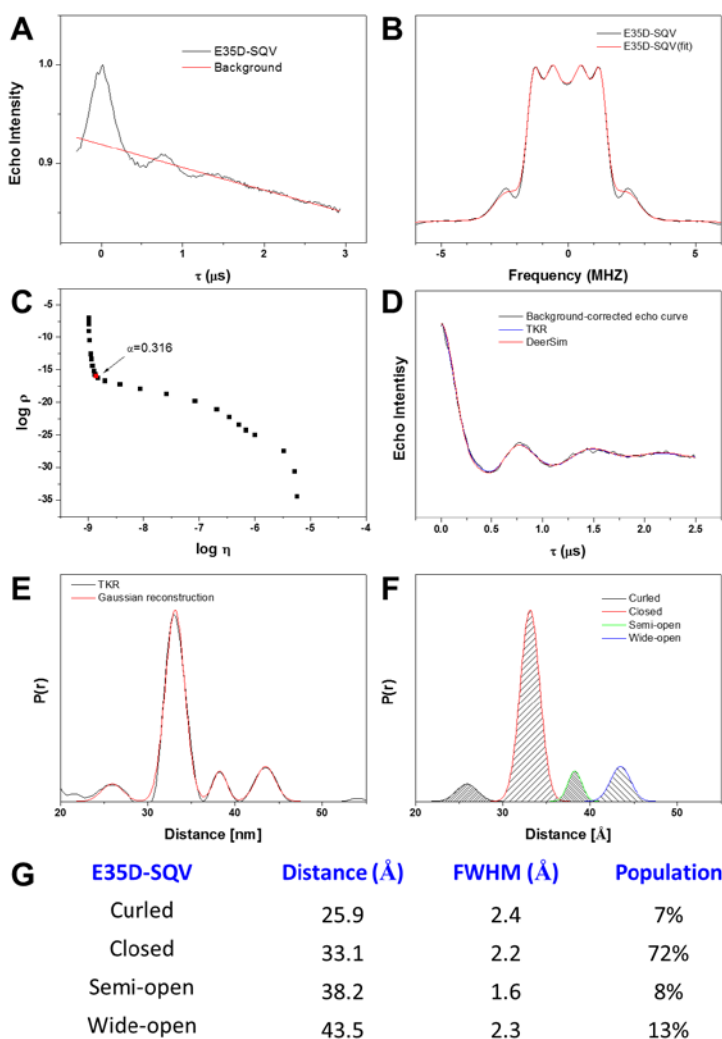 A
E35D-SQV
Background
1.0
0.9
Echo Intensity
0 1 2 3
τ (μs)
B
E35D-SQV
E35D-SQV(fit)
-5 0 5
Frequency (MHZ)
C
-5
-10
-15
-20
-25
-30
-35
α=0.316
log ρ
-9 -8 -7 -6 -5 -4
log η
D
Background-corrected echo curve
TKR
DeerSim
Echo Intentisy
0.0 0.5 1.0 1.5 2.0 2.5
τ (μs)
E
TKR
Gaussian reconstruction
P(r)
20 30 40 50
Distance [nm]
F
Curled
Closed
Semi-open
Wide-open
P(r)
20 30 40 50
Distance [Å]
G E35D-SQV Distance (Å) FWHM (Å) Population
Curled 25.9 2.4 7%
Closed 33.1 2.2 72%
Semi-open 38.2 1.6 8%
Wide-open 43.5 2.3 13%